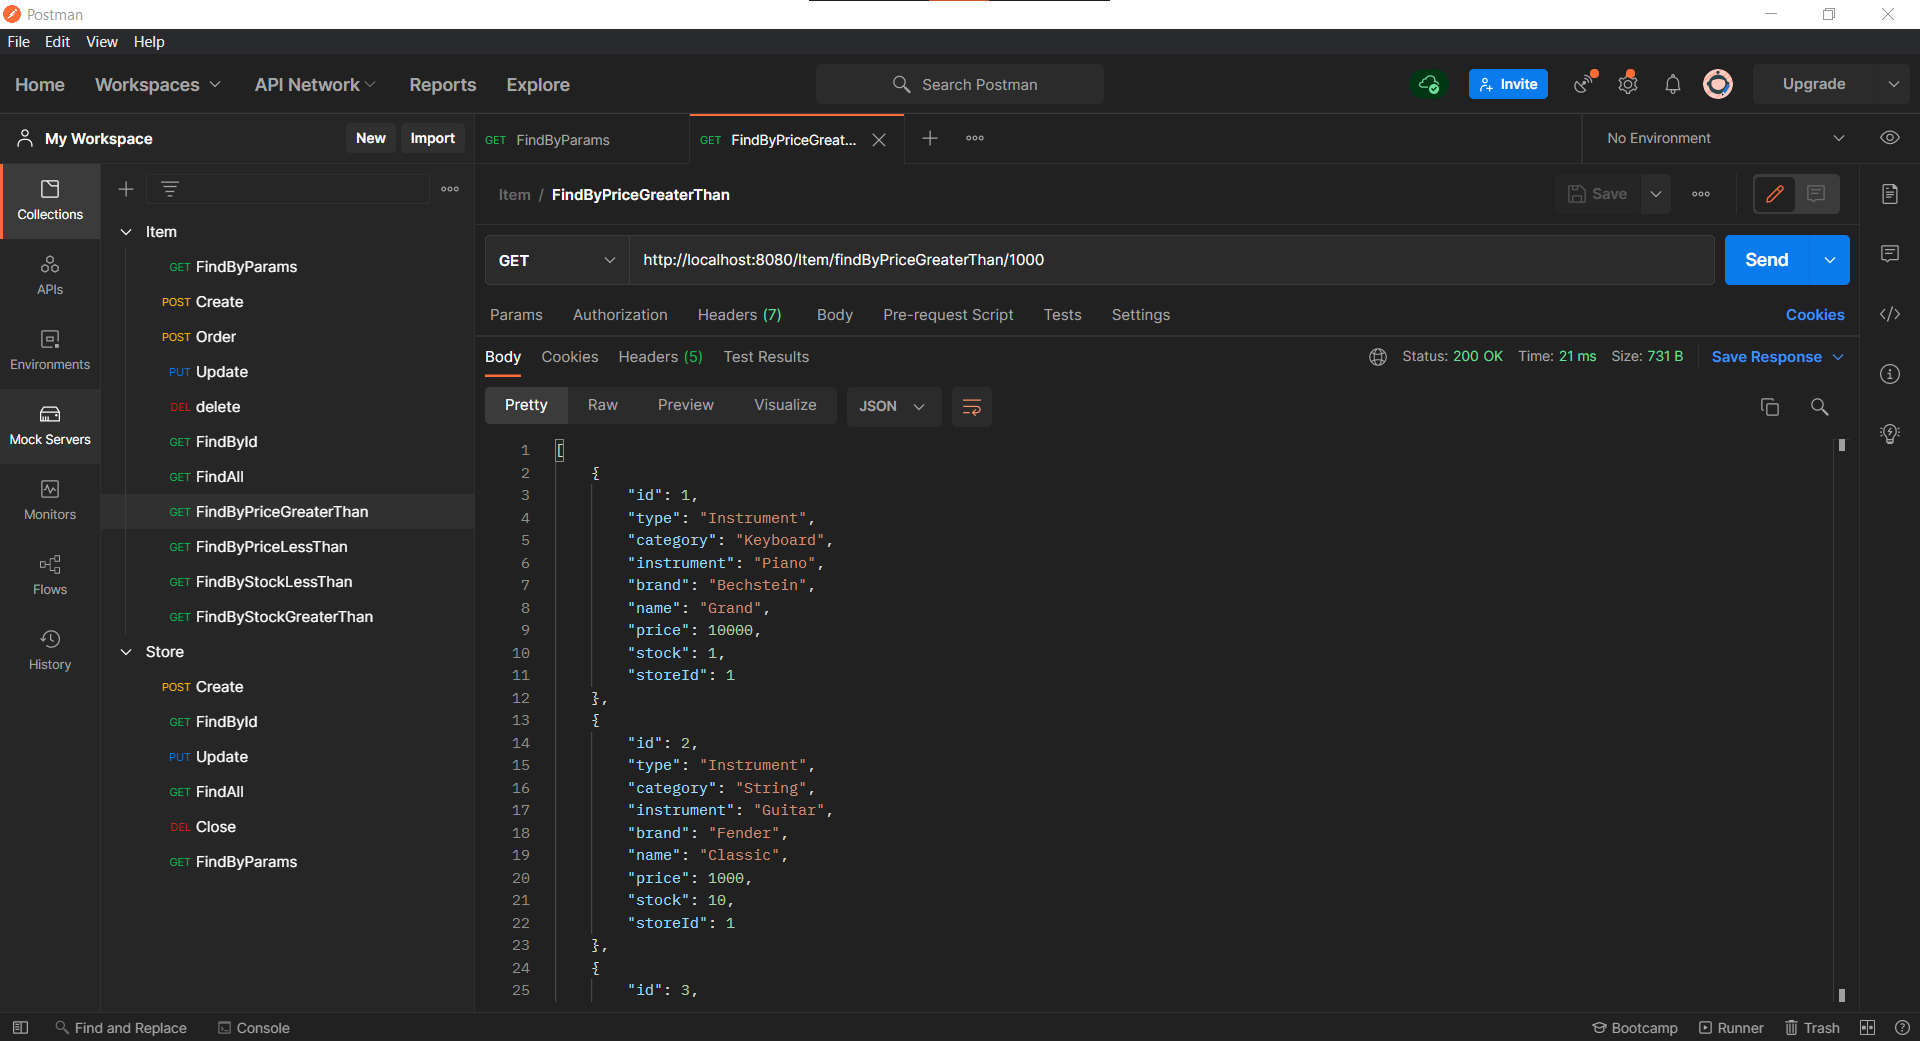 Postman
File Edit View Help
Home Workspaces API Network Reports Explore Search Postman Invite Upgrade
My Workspace New Import GET FindByParams GET FindByPriceGreat... No Environment
Collections
APIs
Environments
Mock Servers
Monitors
Flows
History
Item
GET FindByParams
POST Create
POST Order
PUT Update
DEL delete
GET FindById
GET FindAll
GET FindByPriceGreaterThan
GET FindByPriceLessThan
GET FindByStockLessThan
GET FindByStockGreaterThan
Store
POST Create
GET FindById
PUT Update
GET FindAll
DEL Close
GET FindByParams
Item / FindByPriceGreaterThan Save
GET http://localhost:8080/Item/findByPriceGreaterThan/1000 Send
Params Authorization Headers (7) Body Pre-request Script Tests Settings Cookies
Body Cookies Headers (5) Test Results Status: 200 OK Time: 21 ms Size: 731 B Save Response
Pretty Raw Preview Visualize JSON
1 [
2 {
3 "id": 1,
4 "type": "Instrument",
5 "category": "Keyboard",
6 "instrument": "Piano",
7 "brand": "Bechstein",
8 "name": "Grand",
9 "price": 10000,
10 "stock": 1,
11 "storeId": 1
12 },
13 {
14 "id": 2,
15 "type": "Instrument",
16 "category": "String",
17 "instrument": "Guitar",
18 "brand": "Fender",
19 "name": "Classic",
20 "price": 1000,
21 "stock": 10,
22 "storeId": 1
23 },
24 {
25 "id": 3,
Find and Replace Console Bootcamp Runner Trash